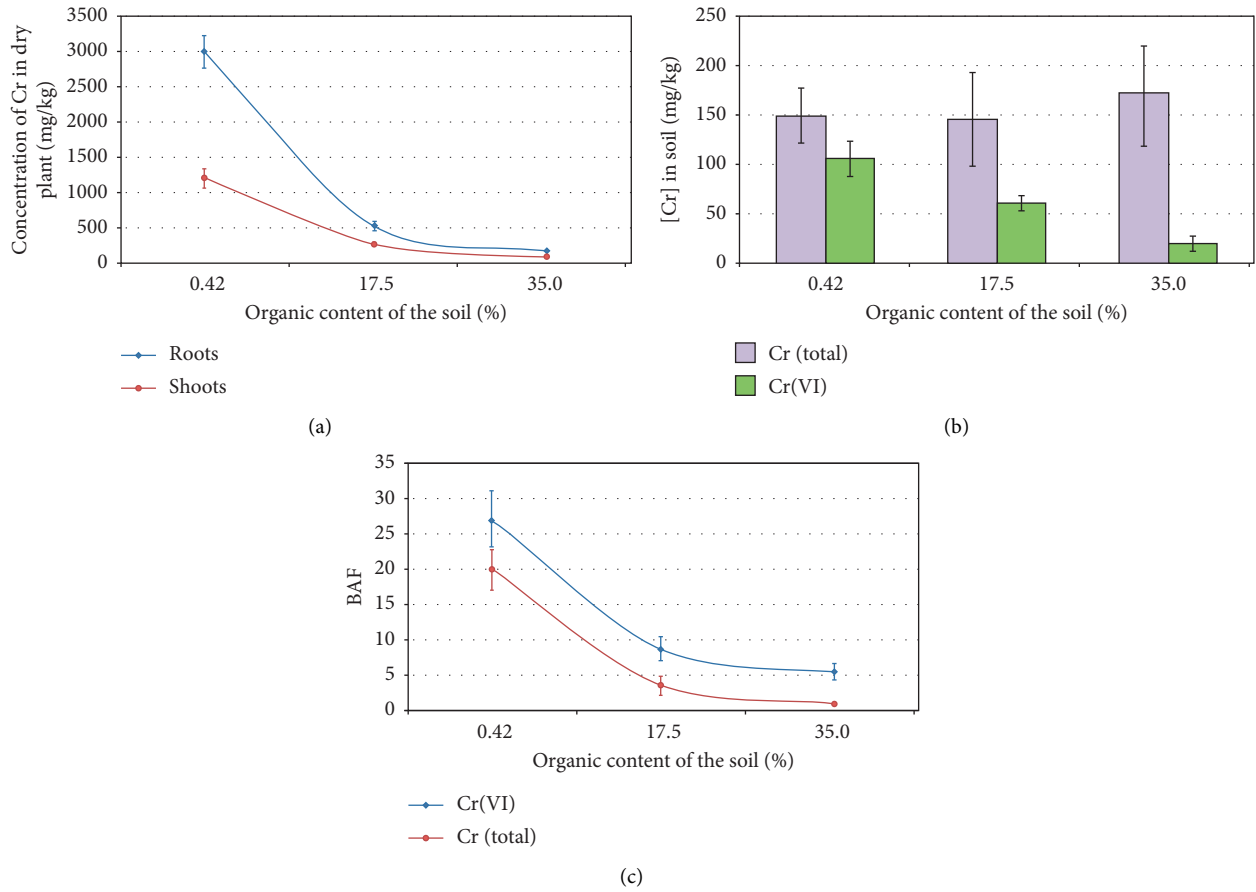 3500
3000
2500
2000
1500
1000
500
0
Concentration of Cr in dry
plant (mg/kg)
0.42 17.5 35.0
Organic content of the soil (%)
Roots
Shoots
(a)
250
200
150
100
50
0
[Cr] in soil (mg/kg)
0.42 17.5 35.0
Organic content of the soil (%)
Cr (total)
Cr(VI)
(b)
35
30
25
20
15
10
5
0
BAF
0.42 17.5 35.0
Organic content of the soil (%)
Cr(VI)
Cr (total)
(c)